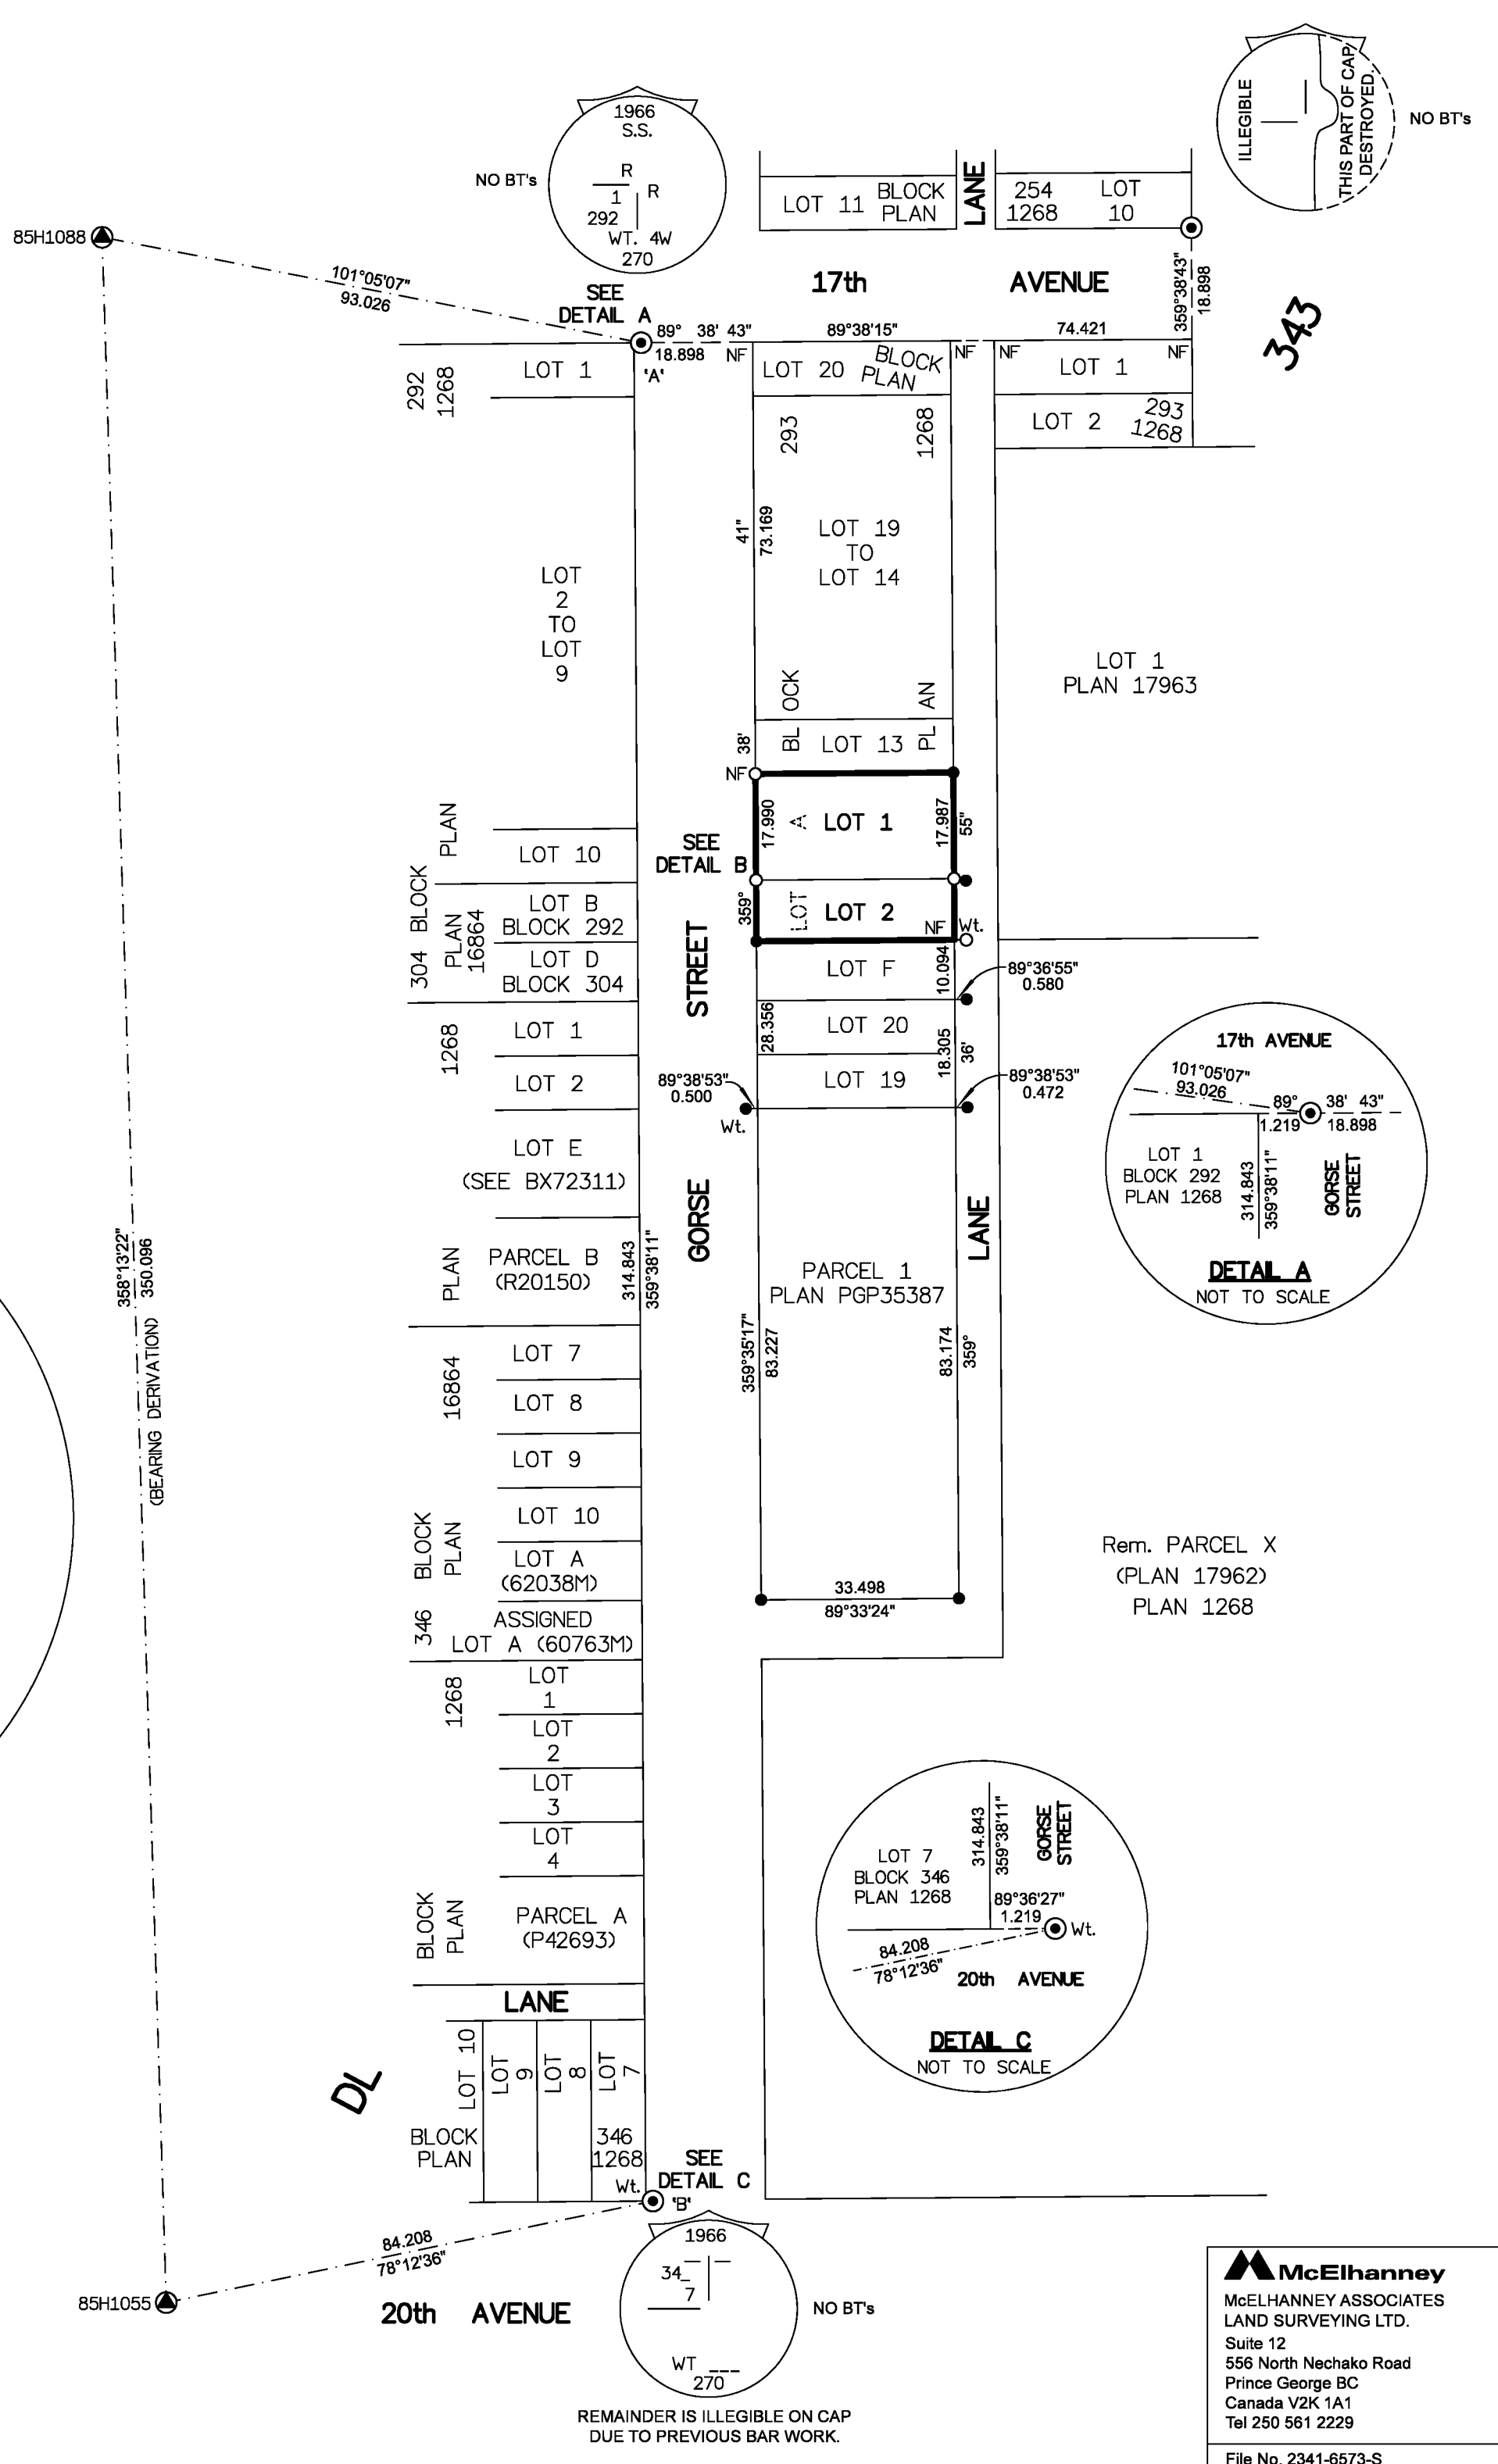 1966
S.S.
R
1
R
292
WT. 4W
270
NO BT's
ILLEGIBLE
THIS PART OF CAP
DESTROYED.
NO BT's
LOT 11 BLOCK
PLAN
LANE
254
1268
LOT
10
85H1088
101°05'07"
93.026
SEE
DETAIL A
17th AVENUE
359°38'43"
18.898
343
89° 38' 43"
18.898
NF
'A'
89°38'15"
74.421
NF
NF
NF
292
1268
LOT 1
LOT 20
BLOCK
PLAN
LOT 1
LOT 2
293
1268
293
1268
41"
73.169
LOT 19
TO
LOT 14
LOT
2
TO
LOT
9
LOT 1
PLAN 17963
BL OCK
PL AN
38'
LOT 13
NF
17.990
A
LOT 1
17.987
55"
SEE
DETAIL B
359°
LOT
LOT 2
NF
Wt.
PLAN
LOT 10
304 BLOCK
PLAN
16864
LOT B
BLOCK 292
LOT D
BLOCK 304
GORSE STREET
LOT F
10.094
89°36'55"
0.580
28.356
LOT 20
18.305
36'
LOT 19
89°38'53"
0.500
Wt.
89°38'53"
0.472
1268
LOT 1
LOT 2
LOT E
(SEE BX72311)
PLAN
PARCEL B
(R20150)
314.843
359°38'11"
LANE
PARCEL 1
PLAN PGP35387
359°35'17"
83.227
83.174
359°
17th AVENUE
101°05'07"
93.026
89° 38' 43"
1.219
18.898
LOT 1
BLOCK 292
PLAN 1268
314.843
359°38'11"
GORSE
STREET
DETAIL A
NOT TO SCALE
358°13'22"
350.096
(BEARING DERIVATION)
16864
LOT 7
LOT 8
LOT 9
BLOCK
PLAN
LOT 10
LOT A
(62038M)
33.498
89°33'24"
Rem. PARCEL X
(PLAN 17962)
PLAN 1268
346
ASSIGNED
LOT A (60763M)
1268
LOT
1
LOT
2
LOT
3
LOT
4
BLOCK
PLAN
PARCEL A
(P42693)
LANE
LOT 7
BLOCK 346
PLAN 1268
314.843
359°38'11"
GORSE
STREET
89°36'27"
1.219
Wt.
84.208
78°12'36"
20th AVENUE
DETAIL C
NOT TO SCALE
DL
LOT 10
LOT
9
LOT
8
LOT
7
BLOCK
PLAN
346
1268
Wt.
SEE
DETAIL C
'B'
84.208
78°12'36"
85H1055
20th AVENUE
1966
34_
7
WT ___
270
NO BT's
REMAINDER IS ILLEGIBLE ON CAP
DUE TO PREVIOUS BAR WORK.
McElhanney
McELHANNEY ASSOCIATES
LAND SURVEYING LTD.
Suite 12
556 North Nechako Road
Prince George BC
Canada V2K 1A1
Tel 250 561 2229
File No. 2341-6573-S